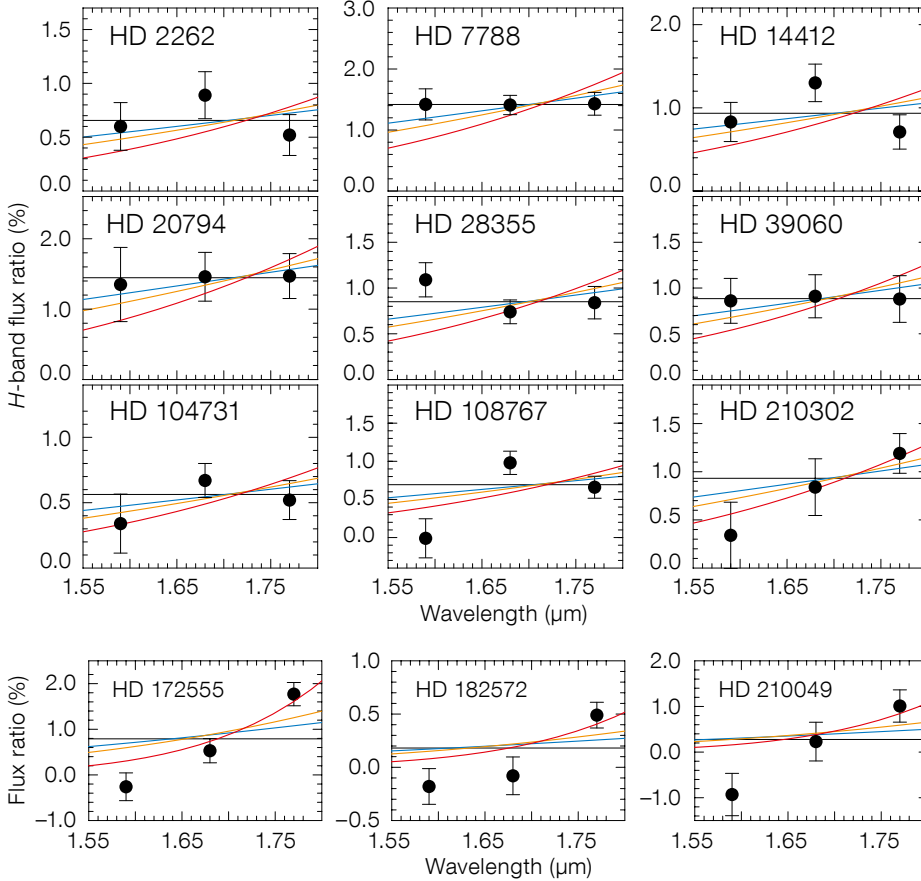 HD 2262
HD 7788
HD 14412
1.5
1.0
0.5
0.0
3.0
2.0
1.0
0.0
2.0
1.0
0.0
HD 20794
HD 28355
HD 39060
2.0
1.0
0.0
1.5
1.0
0.5
0.0
1.5
1.0
0.5
0.0
H-band flux ratio (%)
HD 104731
HD 108767
HD 210302
1.0
0.5
0.0
1.5
1.0
0.5
0.0
1.5
1.0
0.5
0.0
1.55 1.65 1.75
1.55 1.65 1.75
1.55 1.65 1.75
Wavelength (µm)
HD 172555
HD 182572
HD 210049
2.0
1.0
0.0
−1.0
1.0
0.5
0.0
−0.5
2.0
1.0
0.0
−1.0
Flux ratio (%)
1.55 1.65 1.75
1.55 1.65 1.75
1.55 1.65 1.75
Wavelength (µm)